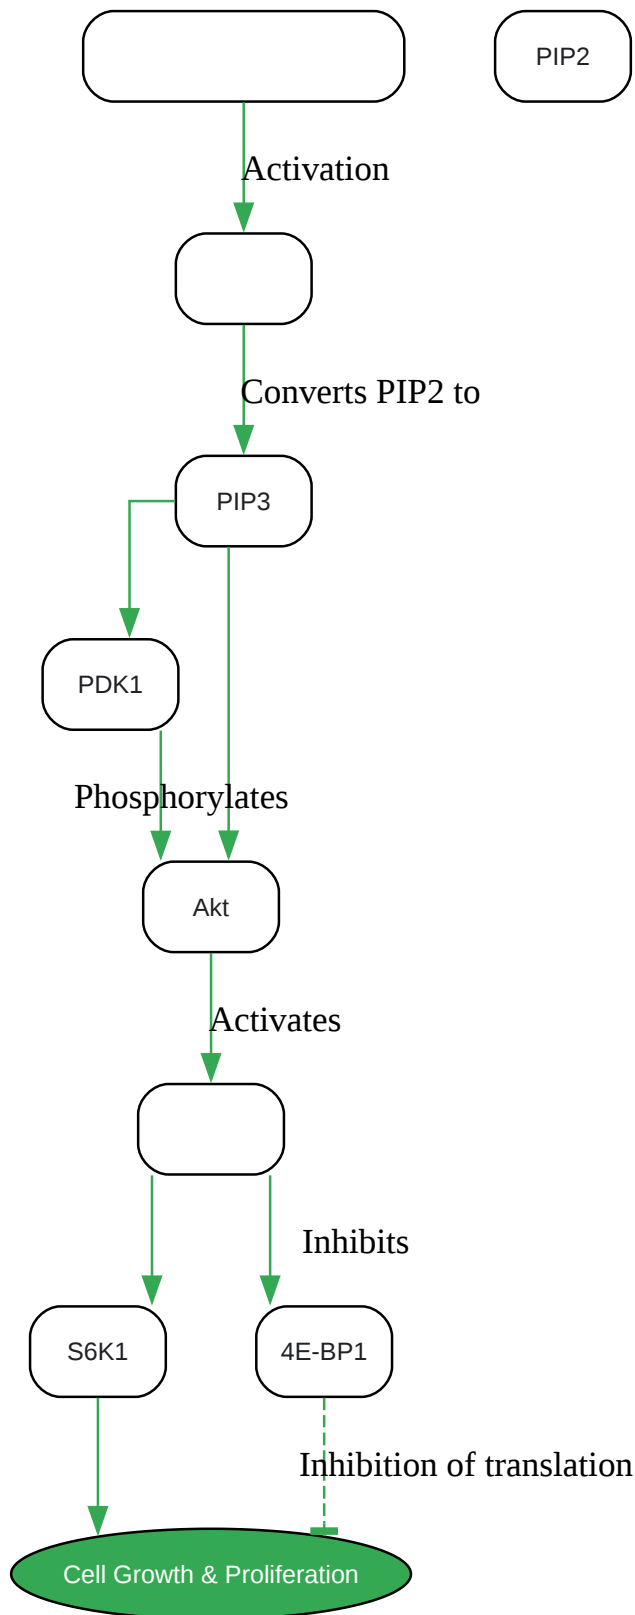 PIP2
Activation
Converts PIP2 to
PIP3
PDK1
Phosphorylates
Akt
Activates
Inhibits
S6K1
4E-BP1
Inhibition of translation
Cell Growth & Proliferation